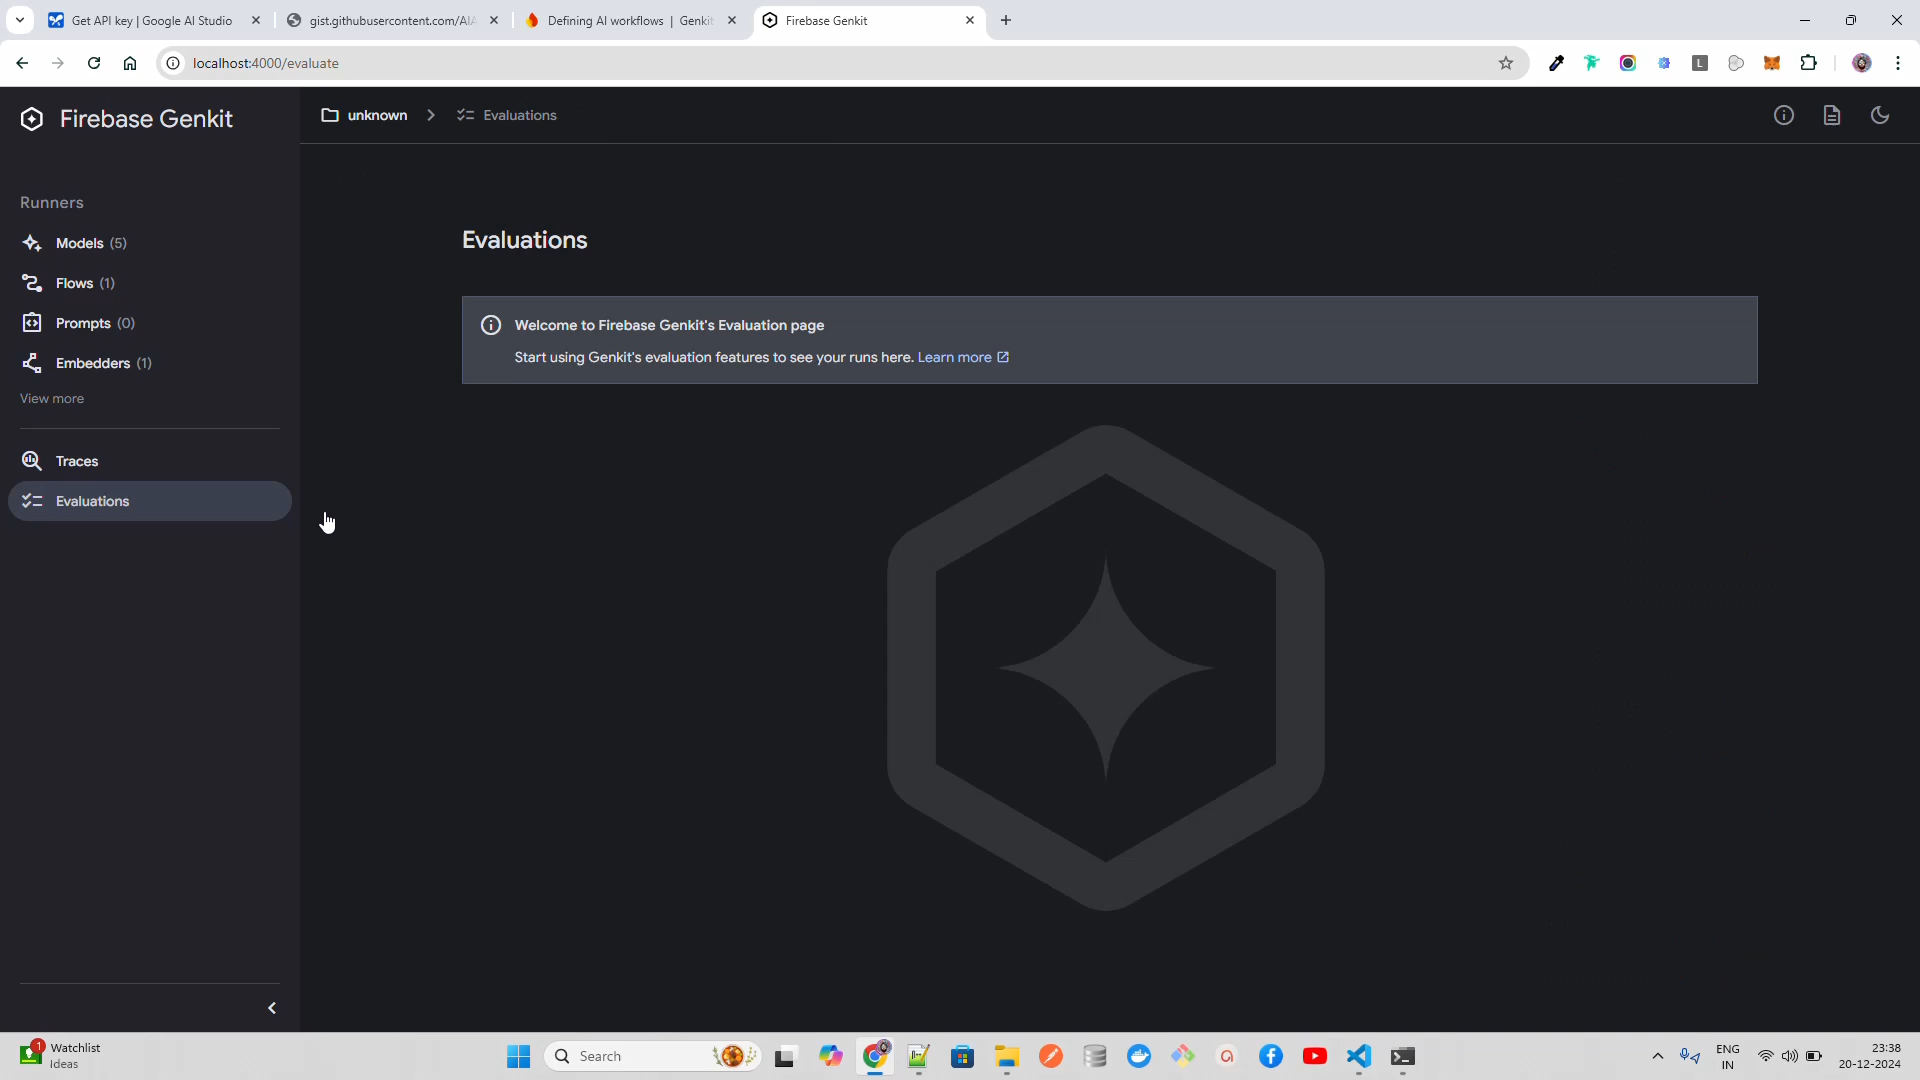 Get API key | Google AI Studio
gist.githubusercontent.com/AIA
Defining AI workflows | Genkit
Firebase Genkit
localhost:4000/evaluate
L
Firebase Genkit
unknown
Evaluations
Runners
Models (5)
Flows (1)
Prompts (0)
Embedders (1)
View more
Traces
Evaluations
Evaluations
Welcome to Firebase Genkit's Evaluation page
Start using Genkit's evaluation features to see your runs here. Learn more
1
Watchlist
Ideas
Search
ENG
IN
23:38
20-12-2024